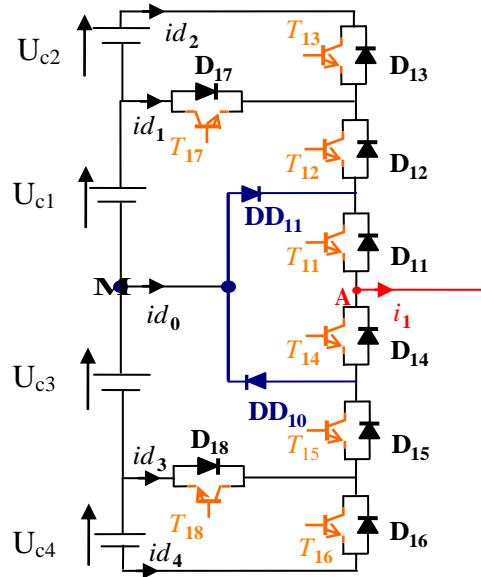 U_c2 id_2 T_13 D_13
D_17
id_1
T_17
T_12 D_12
U_c1
DD_11
T_11 D_11
M id_0 A i_1
T_14 D_14
U_c3
DD_10
T_15 D_15
D_18
id_3
T_18
T_16 D_16
U_c4 id_4